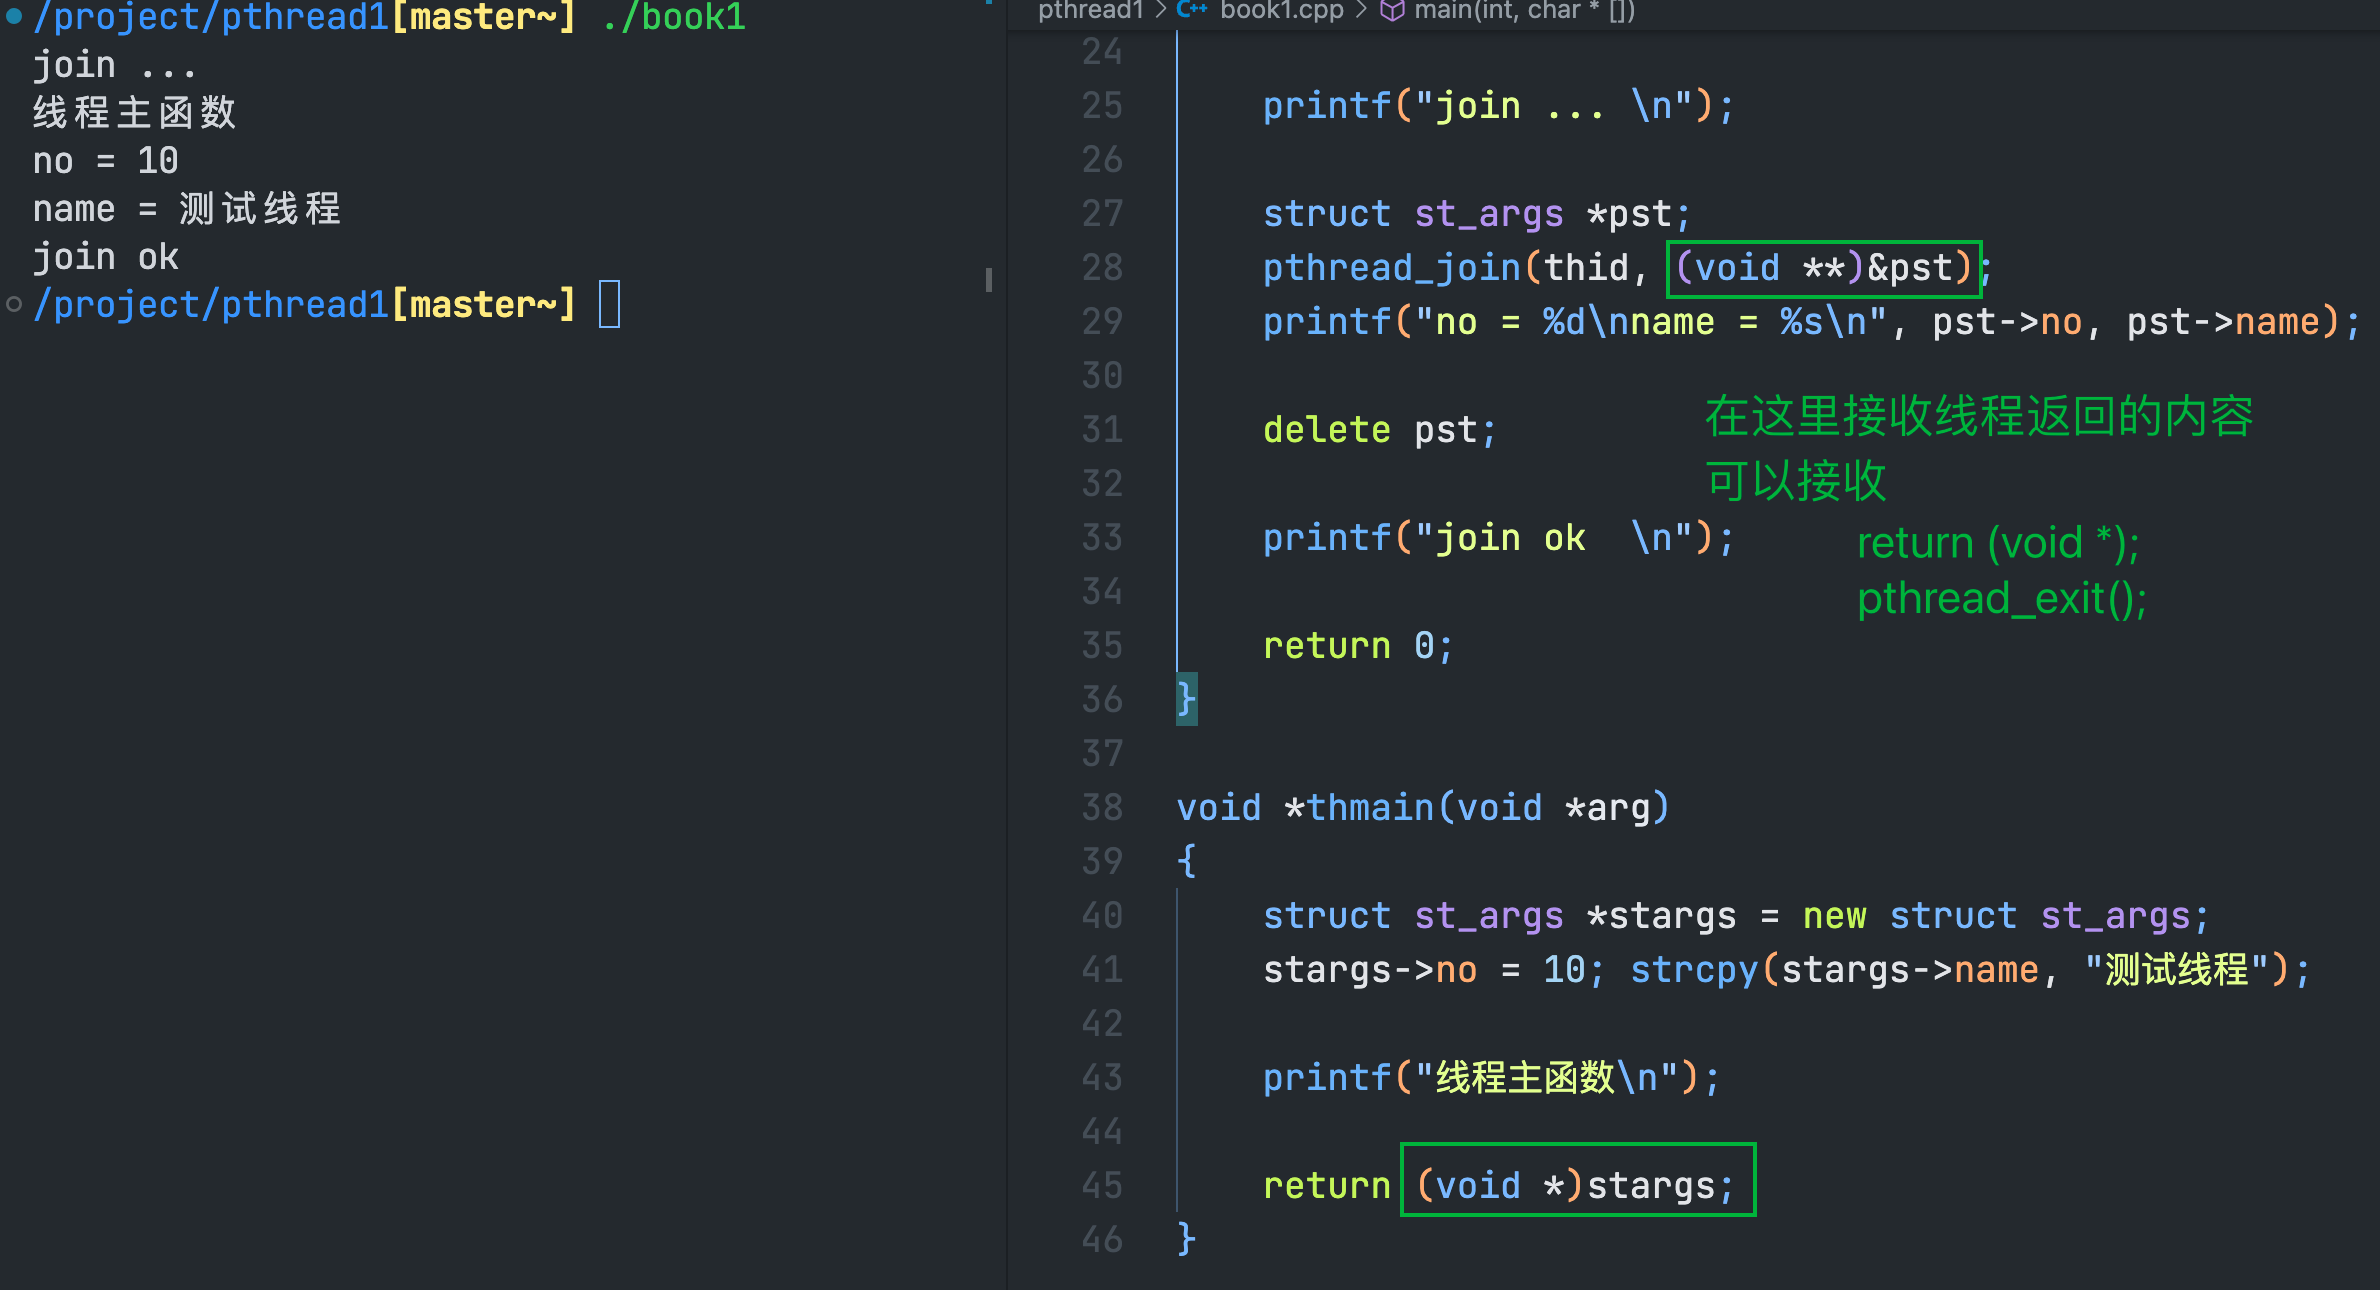 /project/pthread1[master~] ./book1
join ...
线程主函数
no = 10
name = 测试线程
join ok
/project/pthread1[master~]
pthread1 > C++ book1.cpp > main(int, char * [])
24
25 printf("join ... \n");
26
27 struct st_args *pst;
28 pthread_join(thid, (void **)&pst);
29 printf("no = %d\nname = %s\n", pst->no, pst->name);
30
31 delete pst;
32
33 printf("join ok  \n");
34
35 return 0;
36 }
37
38 void *thmain(void *arg)
39 {
40 struct st_args *stargs = new struct st_args;
41 stargs->no = 10; strcpy(stargs->name, "测试线程");
42
43 printf("线程主函数\n");
44
45 return (void *)stargs;
46 }
在这里接收线程返回的内容
可以接收
return (void *);
pthread_exit();